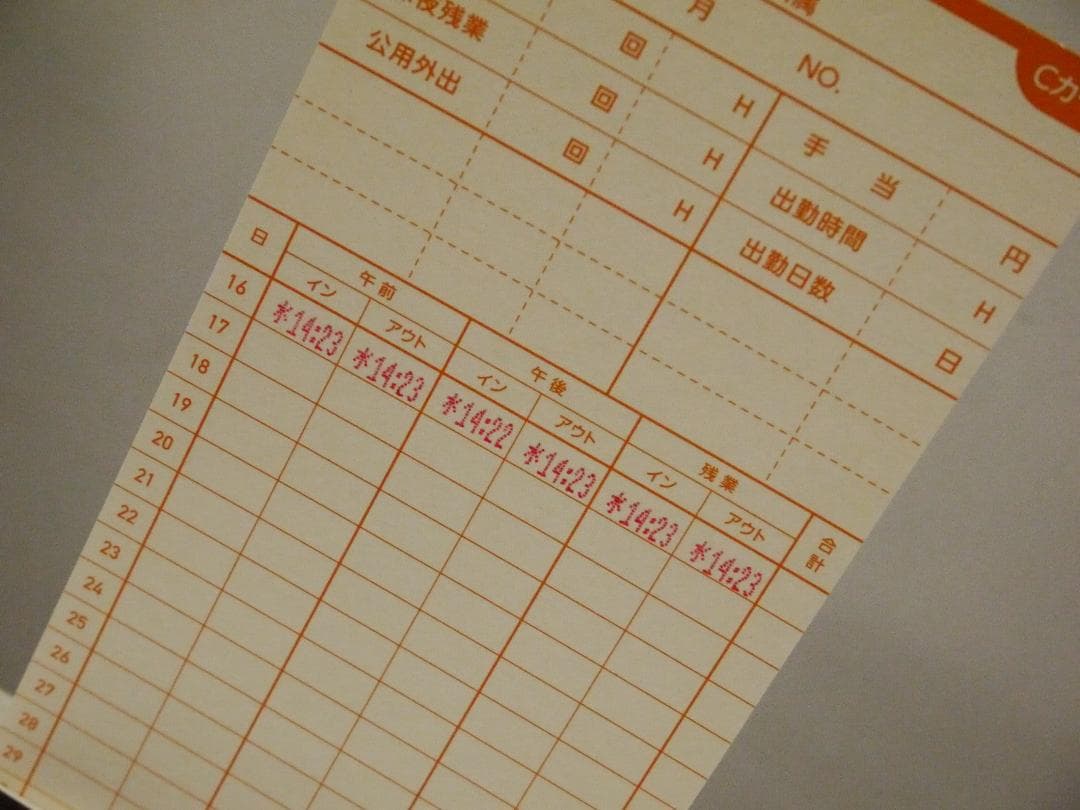 Cカ
月
NO.
後残業 回 H
公用外出 回 H
回 H
手当 円
出勤時間 H
出勤日数 日
日 午前 午後 残業 合計
イン アウト イン アウト イン アウト
16 水14:23 水14:23 水14:22 水14:23 水14:23 水14:23
17
18
19
20
21
22
23
24
25
26
27
28
29